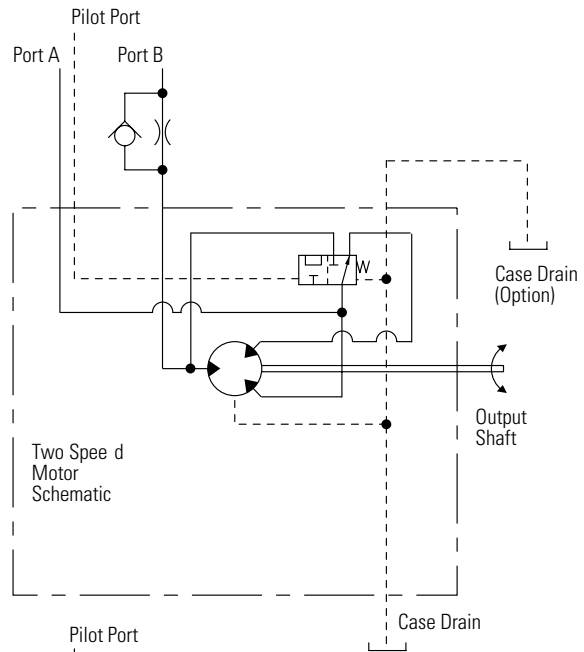 Pilot Port
Port A
Port B
Case Drain
(Option)
Output
Shaft
Two Spee d
Motor
Schematic
Case Drain
Pilot Port